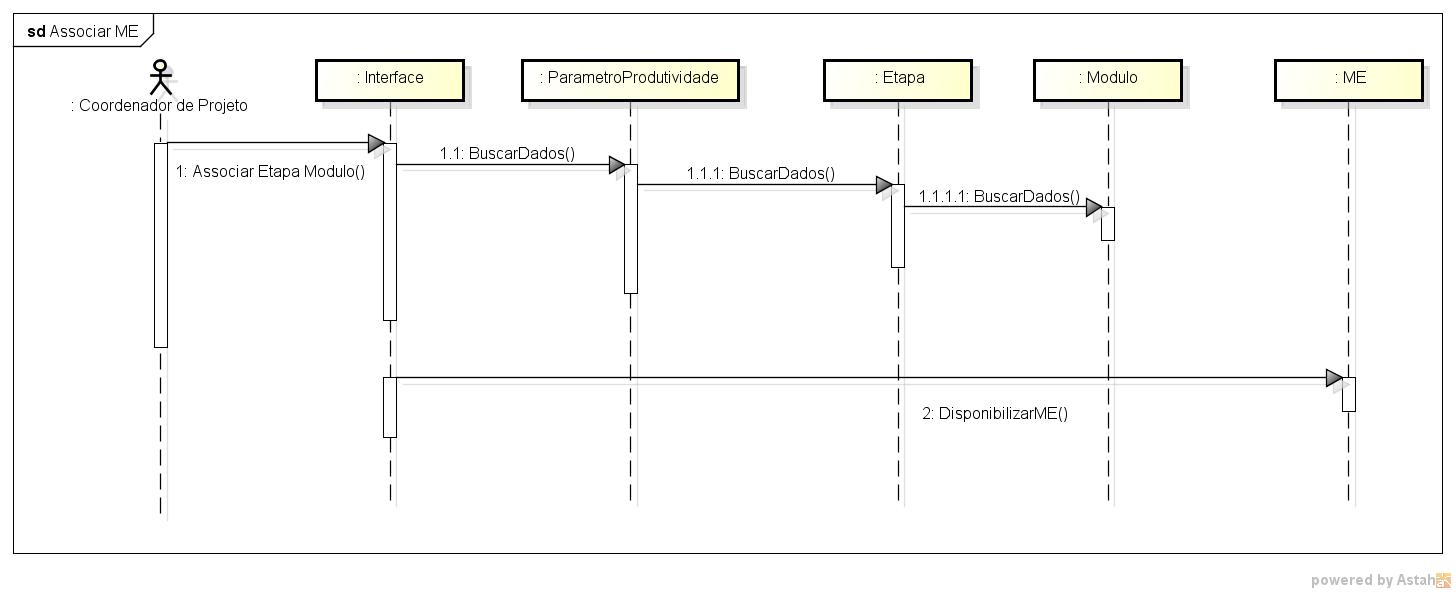 sd Associar ME
: Coordenador de Projeto
: Interface
: ParametroProdutividade
: Etapa
: Modulo
: ME
1: Associar Etapa Modulo()
1.1: BuscarDados()
1.1.1: BuscarDados()
1.1.1.1: BuscarDados()
2: DisponibilizarME()
powered by Astah